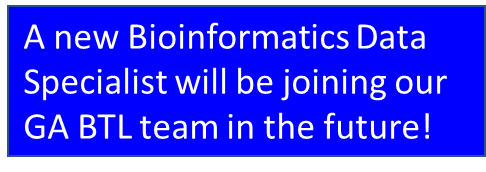 A new Bioinformatics Data
Specialist will be joining our
GA BTL team in the future!